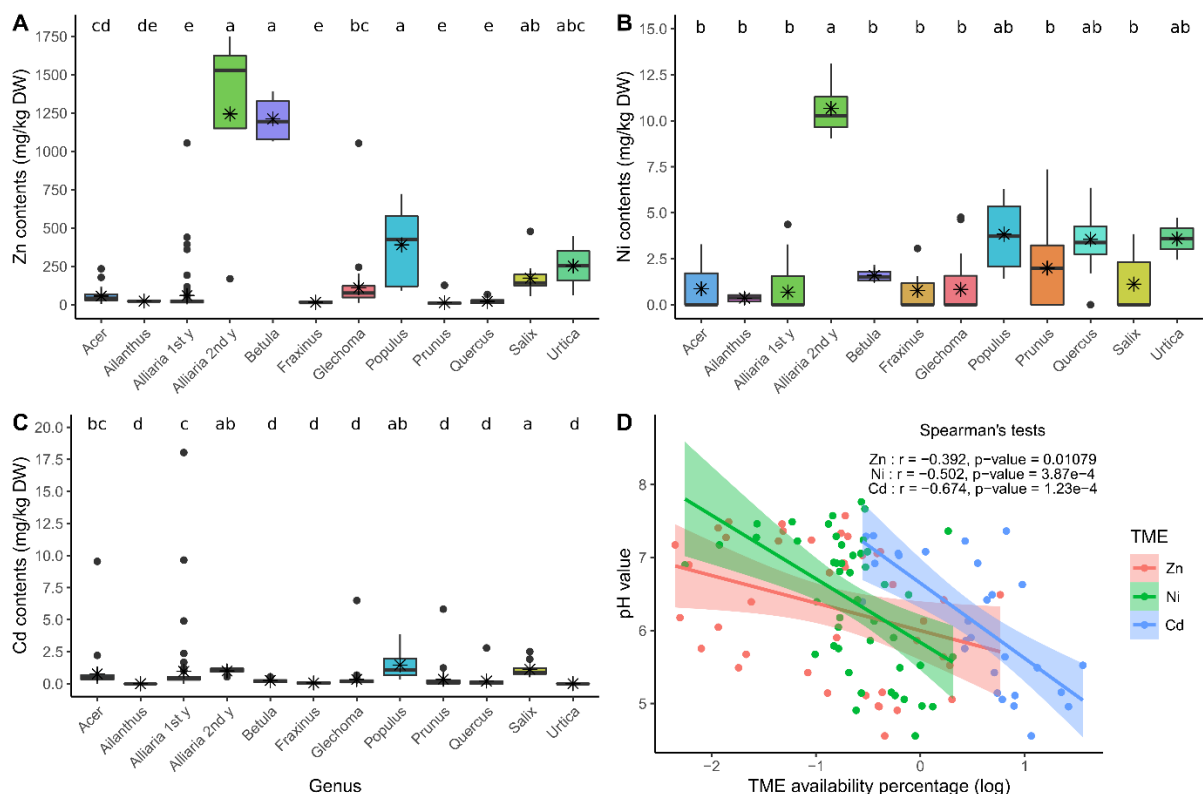 A
cd de e a a e bc a e e ab abc
Zn contents (mg/kg DW)
1750
1500
1250
1000
750
500
250
0
Acer
Ailanthus
Alliaria 1st y
Alliaria 2nd y
Betula
Fraxinus
Glechoma
Populus
Prunus
Quercus
Salix
Urtica
B
b b b a b b b ab b ab b ab
Ni contents (mg/kg DW)
15.0
12.5
10.0
7.5
5.0
2.5
0.0
Acer
Ailanthus
Alliaria 1st y
Alliaria 2nd y
Betula
Fraxinus
Glechoma
Populus
Prunus
Quercus
Salix
Urtica
C
bc d c ab d d d ab d d a d
Cd contents (mg/kg DW)
20.0
17.5
15.0
12.5
10.0
7.5
5.0
2.5
0.0
Acer
Ailanthus
Alliaria 1st y
Alliaria 2nd y
Betula
Fraxinus
Glechoma
Populus
Prunus
Quercus
Salix
Urtica
Genus
D
Spearman's tests
Zn : r = −0.392, p−value = 0.01079
Ni : r = −0.502, p−value = 3.87e−4
Cd : r = −0.674, p−value = 1.23e−4
pH value
8
7
6
5
−2 −1 0 1
TME availability percentage (log)
TME
Zn
Ni
Cd